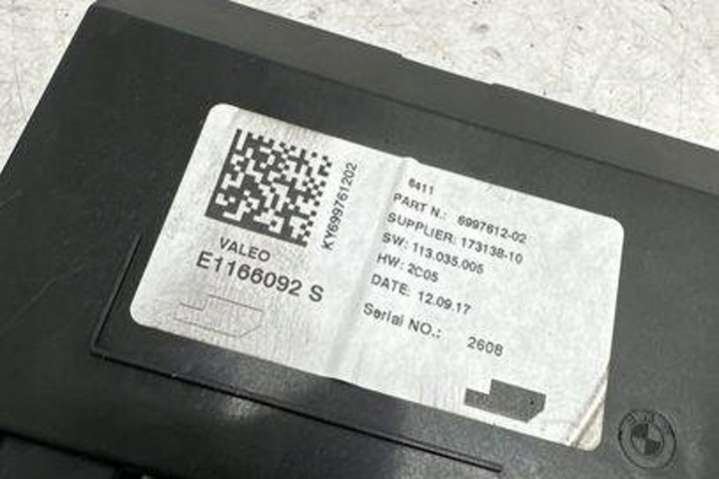 KY699761202
VALEO
E1166092 S
6411
PART N.: 6997612-02
SUPPLIER: 173138-10
SW: 113.035.005
HW: 2C05
DATE: 12.09.17
Serial NO.: 2608